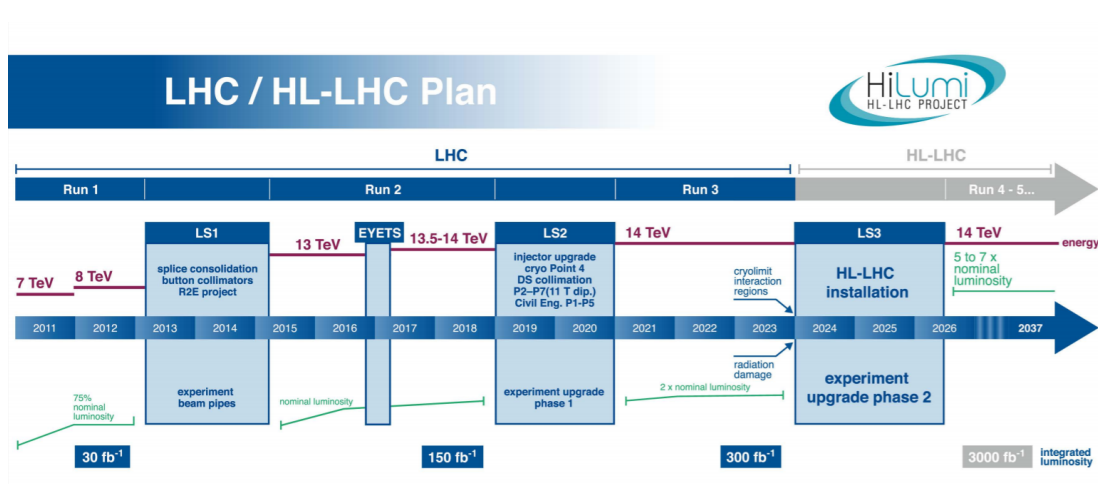 LHC / HL-LHC Plan
HiLumi
HL-LHC PROJECT
LHC
HL-LHC
Run 1
Run 2
Run 3
Run 4 - 5...
LS1
EYETS
LS2
LS3
7 TeV
8 TeV
13 TeV
13.5-14 TeV
14 TeV
14 TeV
energy
splice consolidation
button collimators
R2E project
injector upgrade
cryo Point 4
DS collimation
P2–P7(11 T dip.)
Civil Eng. P1-P5
cryolimit
interaction
regions
HL-LHC
installation
5 to 7 x
nominal
luminosity
2011
2012
2013
2014
2015
2016
2017
2018
2019
2020
2021
2022
2023
2024
2025
2026
2037
75%
nominal
luminosity
experiment
beam pipes
nominal luminosity
experiment upgrade
phase 1
2 x nominal luminosity
radiation
damage
experiment
upgrade phase 2
30 fb⁻¹
150 fb⁻¹
300 fb⁻¹
3000 fb⁻¹
integrated
luminosity